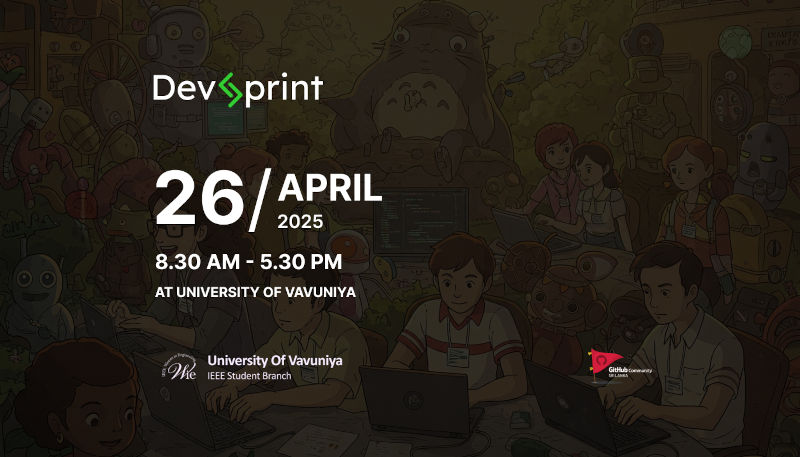 DevSprint
26/APRIL
2025
8.30 AM - 5.30 PM
AT UNIVERSITY OF VAVUNIYA
Wie
University Of Vavuniya
IEEE Student Branch
GitHub Community
SRI LANKA